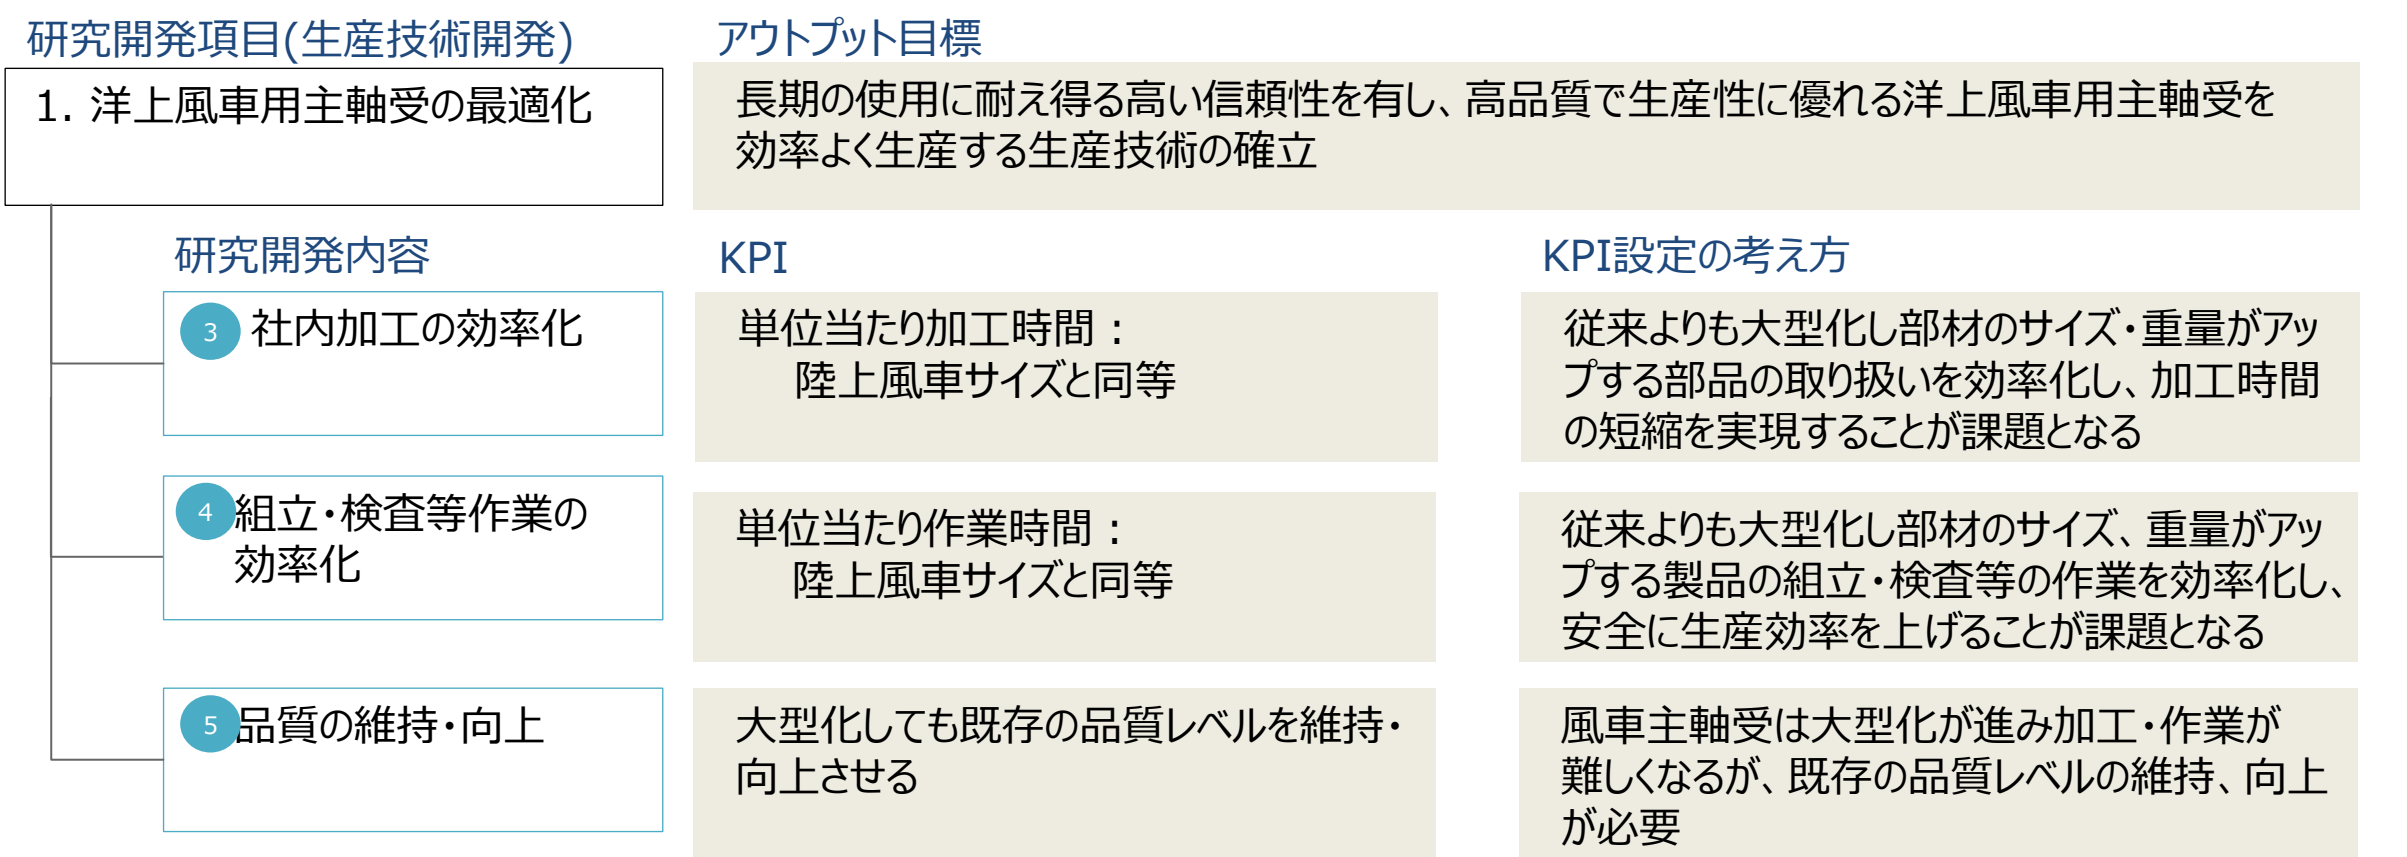 研究開発項目(生産技術開発)
アウトプット目標
1. 洋上風車用主軸受の最適化
長期の使用に耐え得る高い信頼性を有し、高品質で生産性に優れる洋上風車用主軸受を
効率よく生産する生産技術の確立
研究開発内容
KPI
KPI設定の考え方
3 社内加工の効率化
単位当たり加工時間：
陸上風車サイズと同等
従来よりも大型化し部材のサイズ・重量がアッ
プする部品の取り扱いを効率化し、加工時間
の短縮を実現することが課題となる
4 組立・検査等作業の
効率化
単位当たり作業時間：
陸上風車サイズと同等
従来よりも大型化し部材のサイズ、重量がアッ
プする製品の組立・検査等の作業を効率化し、
安全に生産効率を上げることが課題となる
5 品質の維持・向上
大型化しても既存の品質レベルを維持・
向上させる
風車主軸受は大型化が進み加工・作業が
難しくなるが、既存の品質レベルの維持、向上
が必要